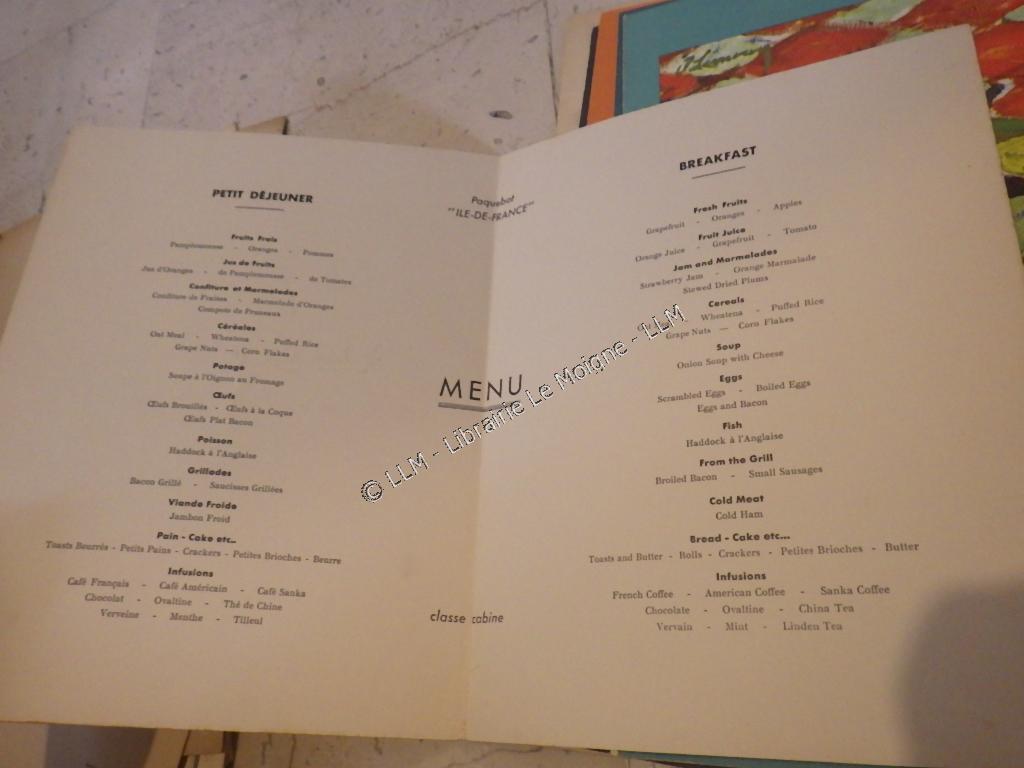 PETIT DÉJEUNER
Fruits Frais
Pamplemousse - Oranges - Pommes
Jus de Fruits
Jus d'Oranges - de Pamplemousse - de Tomates
Confiture et Marmelades
Confiture de Fraises - Marmelade d'Oranges
Compote de Pruneaux
Céréales
Oat Meal - Wheatena - Puffed Rice
Grape Nuts — Corn Flakes
Potage
Soupe à l'Oignon au Fromage
Œufs
Œufs Brouillés - Œufs à la Coque
Œufs Plat Bacon
Poisson
Haddock à l'Anglaise
Grillades
Bacon Grillé - Saucisses Grillées
Viande Froide
Jambon Froid
Pain - Cake etc..
Toasts Beurrés - Petits Pains - Crackers - Petites Brioches - Beurre
Infusions
Café Français - Café Américain - Café Sanka
Chocolat - Ovaltine - Thé de Chine
Verveine - Menthe - Tilleul
Paquebot
"ILE-DE-FRANCE"
MENU
classe cabine
BREAKFAST
Fresh Fruits
Grapefruit - Oranges - Apples
Fruit Juice
Orange Juice - Grapefruit - Tomato
Jam and Marmalades
Strawberry Jam - Orange Marmalade
Stewed Dried Plums
Cereals
Wheatena - Puffed Rice
Grape Nuts — Corn Flakes
Soup
Onion Soup with Cheese
Eggs
Scrambled Eggs - Boiled Eggs
Eggs and Bacon
Fish
Haddock à l'Anglaise
From the Grill
Broiled Bacon - Small Sausages
Cold Meat
Cold Ham
Bread - Cake etc...
Toasts and Butter - Rolls - Crackers - Petites Brioches - Butter
Infusions
French Coffee - American Coffee - Sanka Coffee
Chocolate - Ovaltine - China Tea
Vervain - Mint - Linden Tea
© LLM - Librairie Le Moigne - LLM